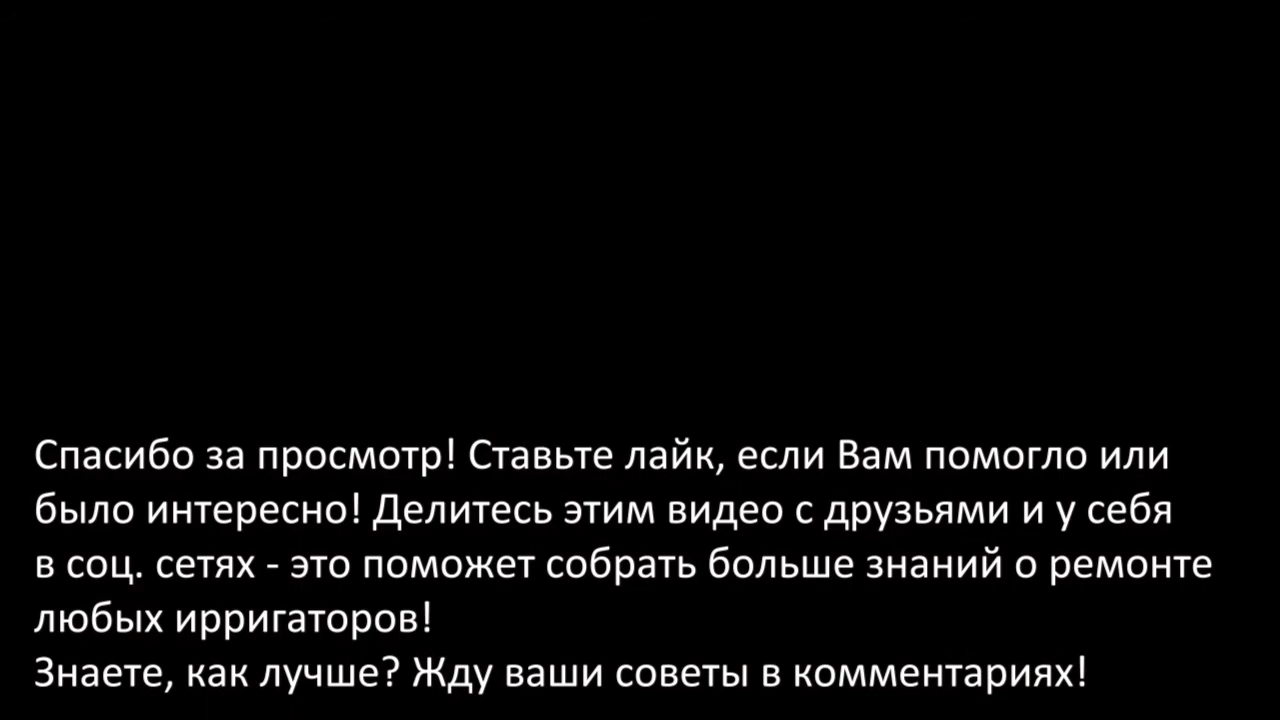 Спасибо за просмотр! Ставьте лайк, если Вам помогло или
было интересно! Делитесь этим видео с друзьями и у себя
в соц. сетях - это поможет собрать больше знаний о ремонте
любых ирригаторов!
Знаете, как лучше? Жду ваши советы в комментариях!